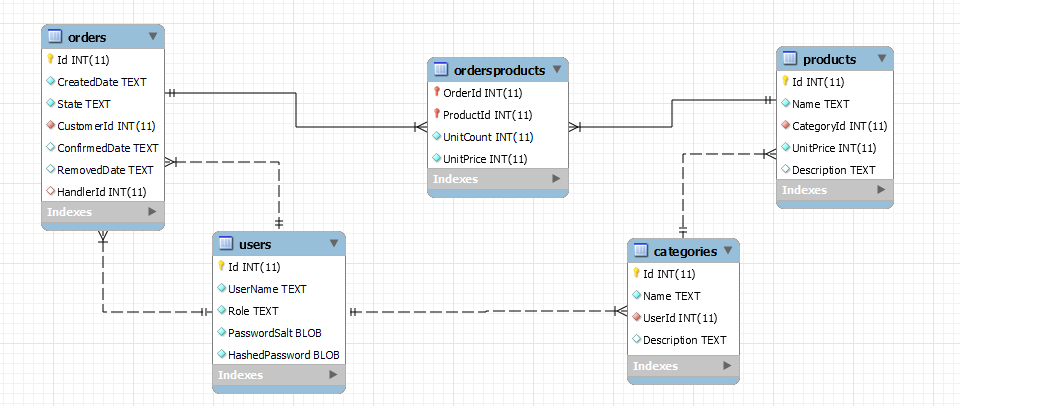 orders
Id INT(11)
CreatedDate TEXT
State TEXT
CustomerId INT(11)
ConfirmedDate TEXT
RemovedDate TEXT
HandlerId INT(11)
Indexes
ordersproducts
OrderId INT(11)
ProductId INT(11)
UnitCount INT(11)
UnitPrice INT(11)
Indexes
products
Id INT(11)
Name TEXT
CategoryId INT(11)
UnitPrice INT(11)
Description TEXT
Indexes
users
Id INT(11)
UserName TEXT
Role TEXT
PasswordSalt BLOB
HashedPassword BLOB
Indexes
categories
Id INT(11)
Name TEXT
UserId INT(11)
Description TEXT
Indexes